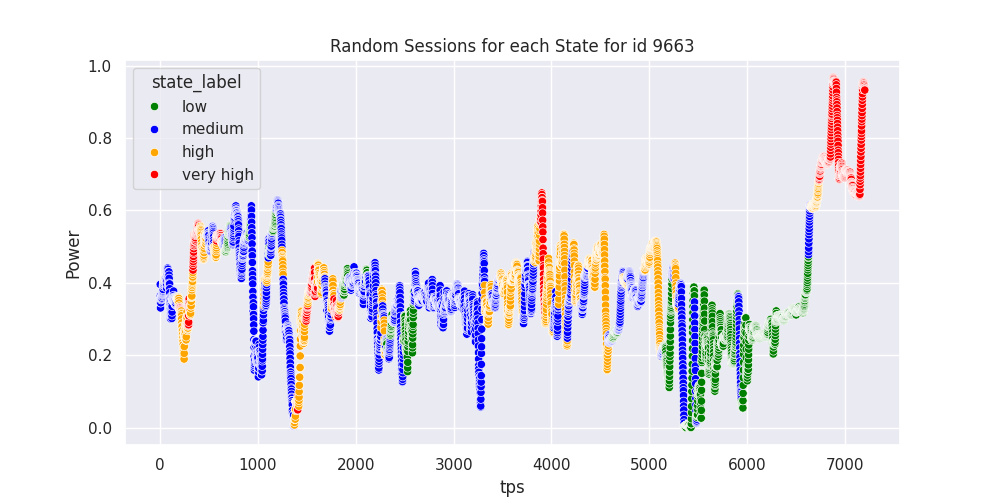 Random Sessions for each State for id 9663
state_label
low
medium
high
very high
Power
1.0
0.8
0.6
0.4
0.2
0.0
0 1000 2000 3000 4000 5000 6000 7000
tps